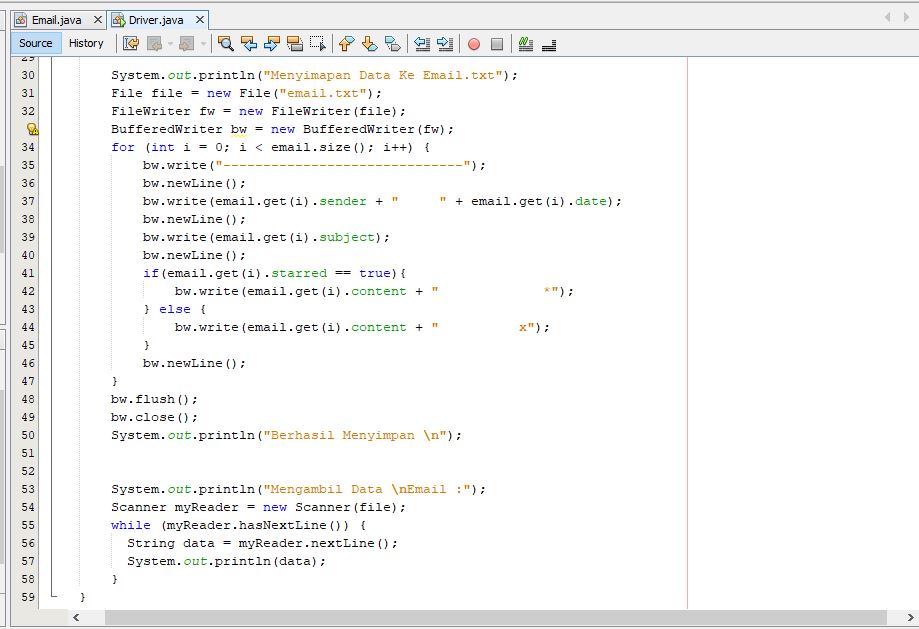 Email.java × Driver.java ×
Source History
29
30 System.out.println("Menyimapan Data Ke Email.txt");
31 File file = new File("email.txt");
32 FileWriter fw = new FileWriter(file);
BufferedWriter bw = new BufferedWriter(fw);
34 for (int i = 0; i < email.size(); i++) {
35 bw.write("------------------------------");
36 bw.newLine();
37 bw.write(email.get(i).sender + "     " + email.get(i).date);
38 bw.newLine();
39 bw.write(email.get(i).subject);
40 bw.newLine();
41 if(email.get(i).starred == true){
42 bw.write(email.get(i).content + "             *");
43 } else {
44 bw.write(email.get(i).content + "          x");
45 }
46 bw.newLine();
47 }
48 bw.flush();
49 bw.close();
50 System.out.println("Berhasil Menyimpan \n");
51
52
53 System.out.println("Mengambil Data \nEmail :");
54 Scanner myReader = new Scanner(file);
55 while (myReader.hasNextLine()) {
56 String data = myReader.nextLine();
57 System.out.println(data);
58 }
59 }